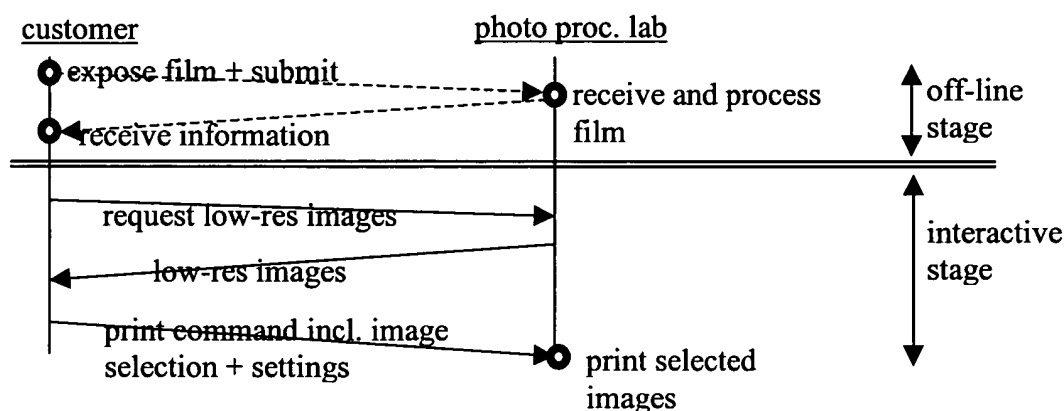 customer
photo proc. lab
expose film + submit
receive and process
film
off-line
stage
receive information
request low-res images
interactive
stage
low-res images
print command incl. image
selection + settings
print selected
images